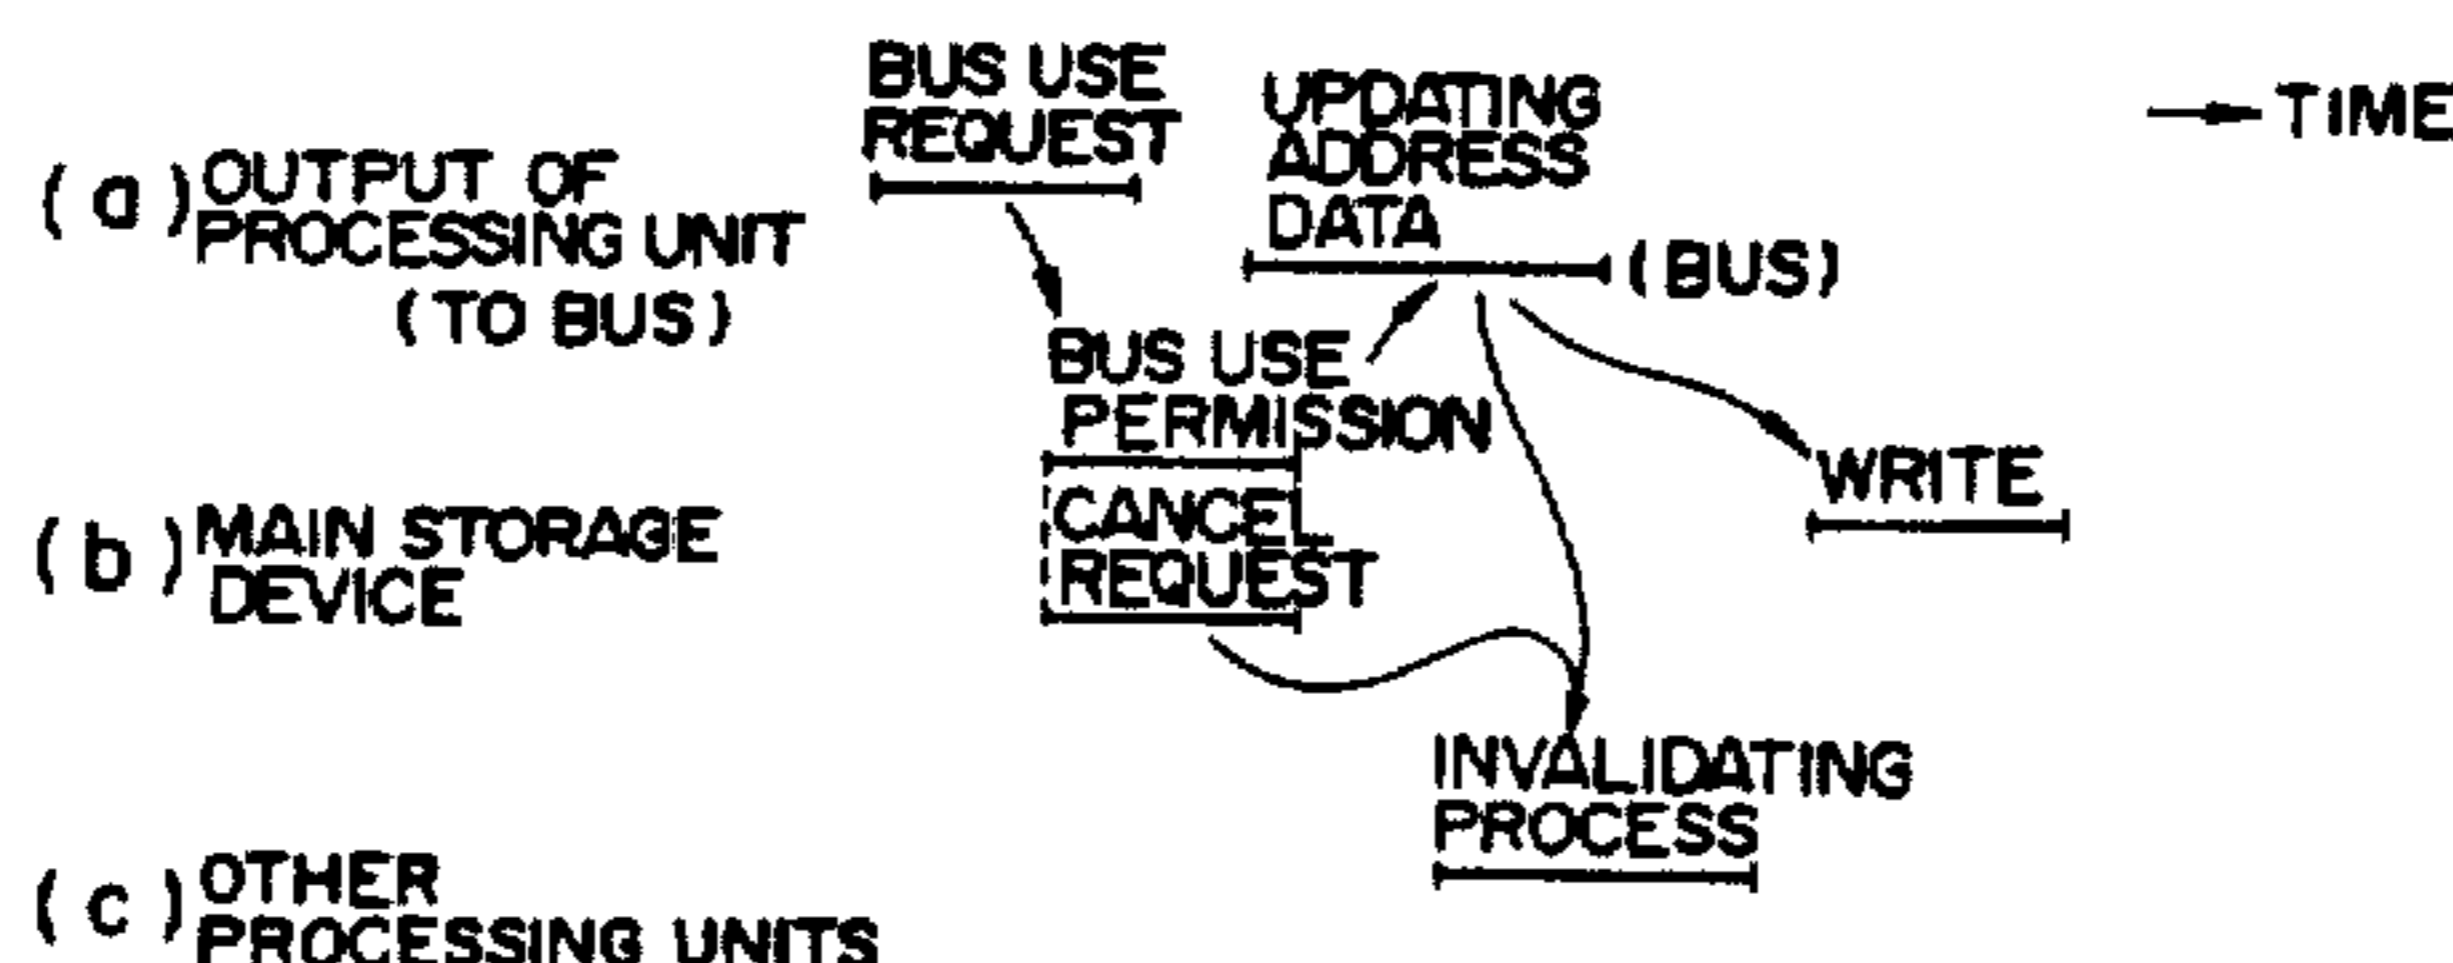 BUS USE
REQUEST
UPDATING
ADDRESS
DATA
(BUS)
→ TIME
(a) OUTPUT OF
PROCESSING UNIT
(TO BUS)
BUS USE
PERMISSION
CANCEL
REQUEST
WRITE
(b) MAIN STORAGE
DEVICE
INVALIDATING
PROCESS
(c) OTHER
PROCESSING UNITS